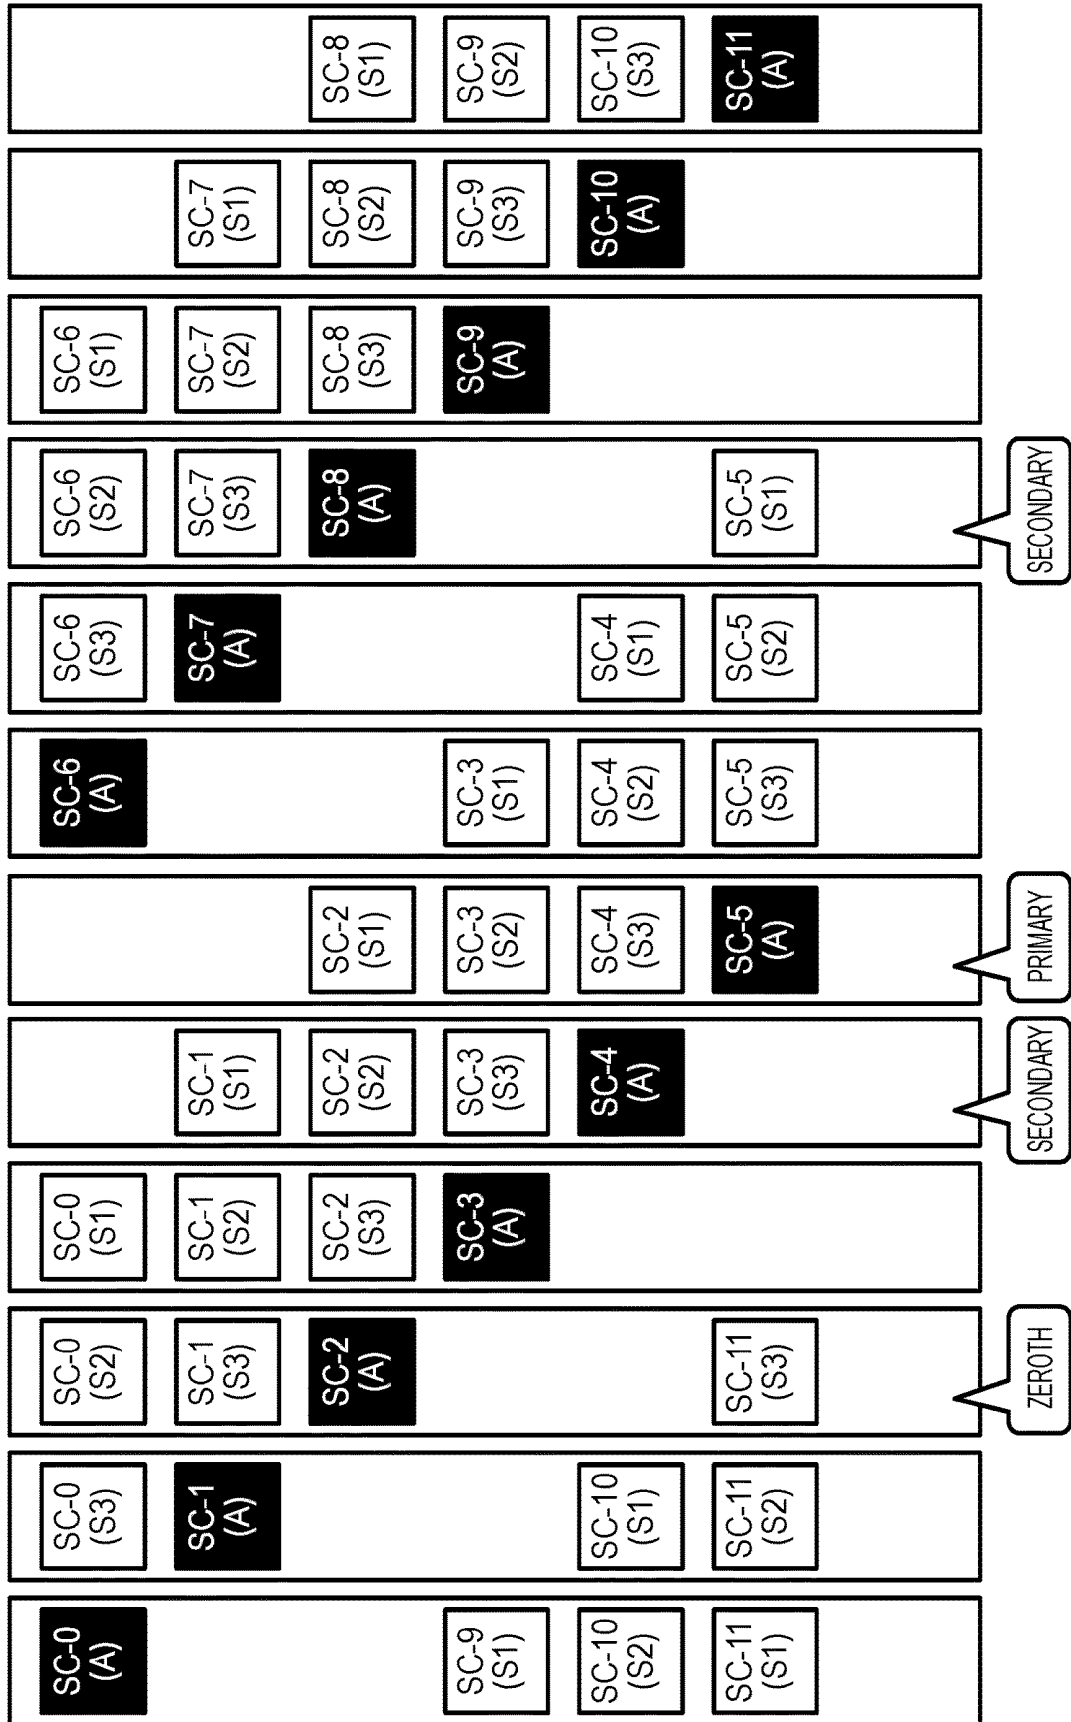 SC-0
(A)
SC-9
(S1)
SC-10
(S2)
SC-11
(S1)
SC-0
(S3)
SC-1
(A)
SC-10
(S1)
SC-11
(S2)
SC-0
(S2)
SC-1
(S3)
SC-2
(A)
SC-11
(S3)
ZEROTH
SC-0
(S1)
SC-1
(S2)
SC-2
(S3)
SC-3
(A)
SC-1
(S1)
SC-2
(S2)
SC-3
(S3)
SC-4
(A)
SECONDARY
SC-2
(S1)
SC-3
(S2)
SC-4
(S3)
SC-5
(A)
PRIMARY
SC-6
(A)
SC-3
(S1)
SC-4
(S2)
SC-5
(S3)
SC-6
(S3)
SC-7
(A)
SC-4
(S1)
SC-5
(S2)
SC-6
(S2)
SC-7
(S3)
SC-8
(A)
SC-5
(S1)
SECONDARY
SC-6
(S1)
SC-7
(S2)
SC-8
(S3)
SC-9
(A)
SC-7
(S1)
SC-8
(S2)
SC-9
(S3)
SC-10
(A)
SC-8
(S1)
SC-9
(S2)
SC-10
(S3)
SC-11
(A)